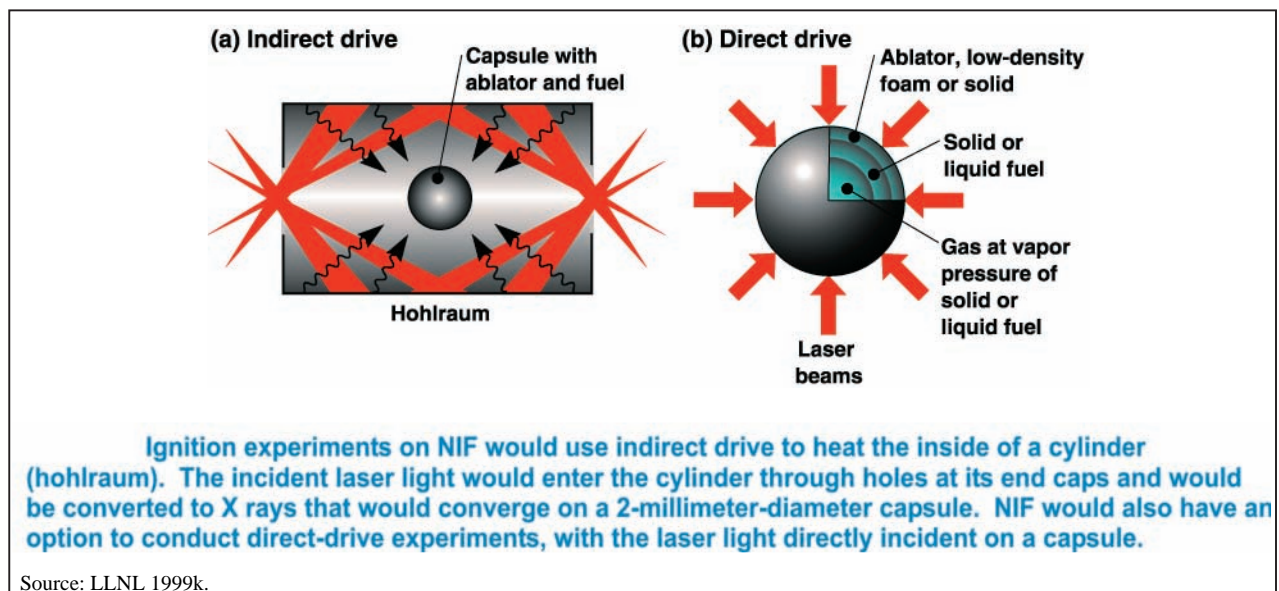 (a) Indirect drive
Capsule with
ablator and fuel
Hohlraum
(b) Direct drive
Ablator, low-density
foam or solid
Solid or
liquid fuel
Gas at vapor
pressure of
solid or
liquid fuel
Laser
beams
Ignition experiments on NIF would use indirect drive to heat the inside of a cylinder
(hohlraum).  The incident laser light would enter the cylinder through holes at its end caps and would
be converted to X rays that would converge on a 2-millimeter-diameter capsule.  NIF would also have an
option to conduct direct-drive experiments, with the laser light directly incident on a capsule.
Source: LLNL 1999k.